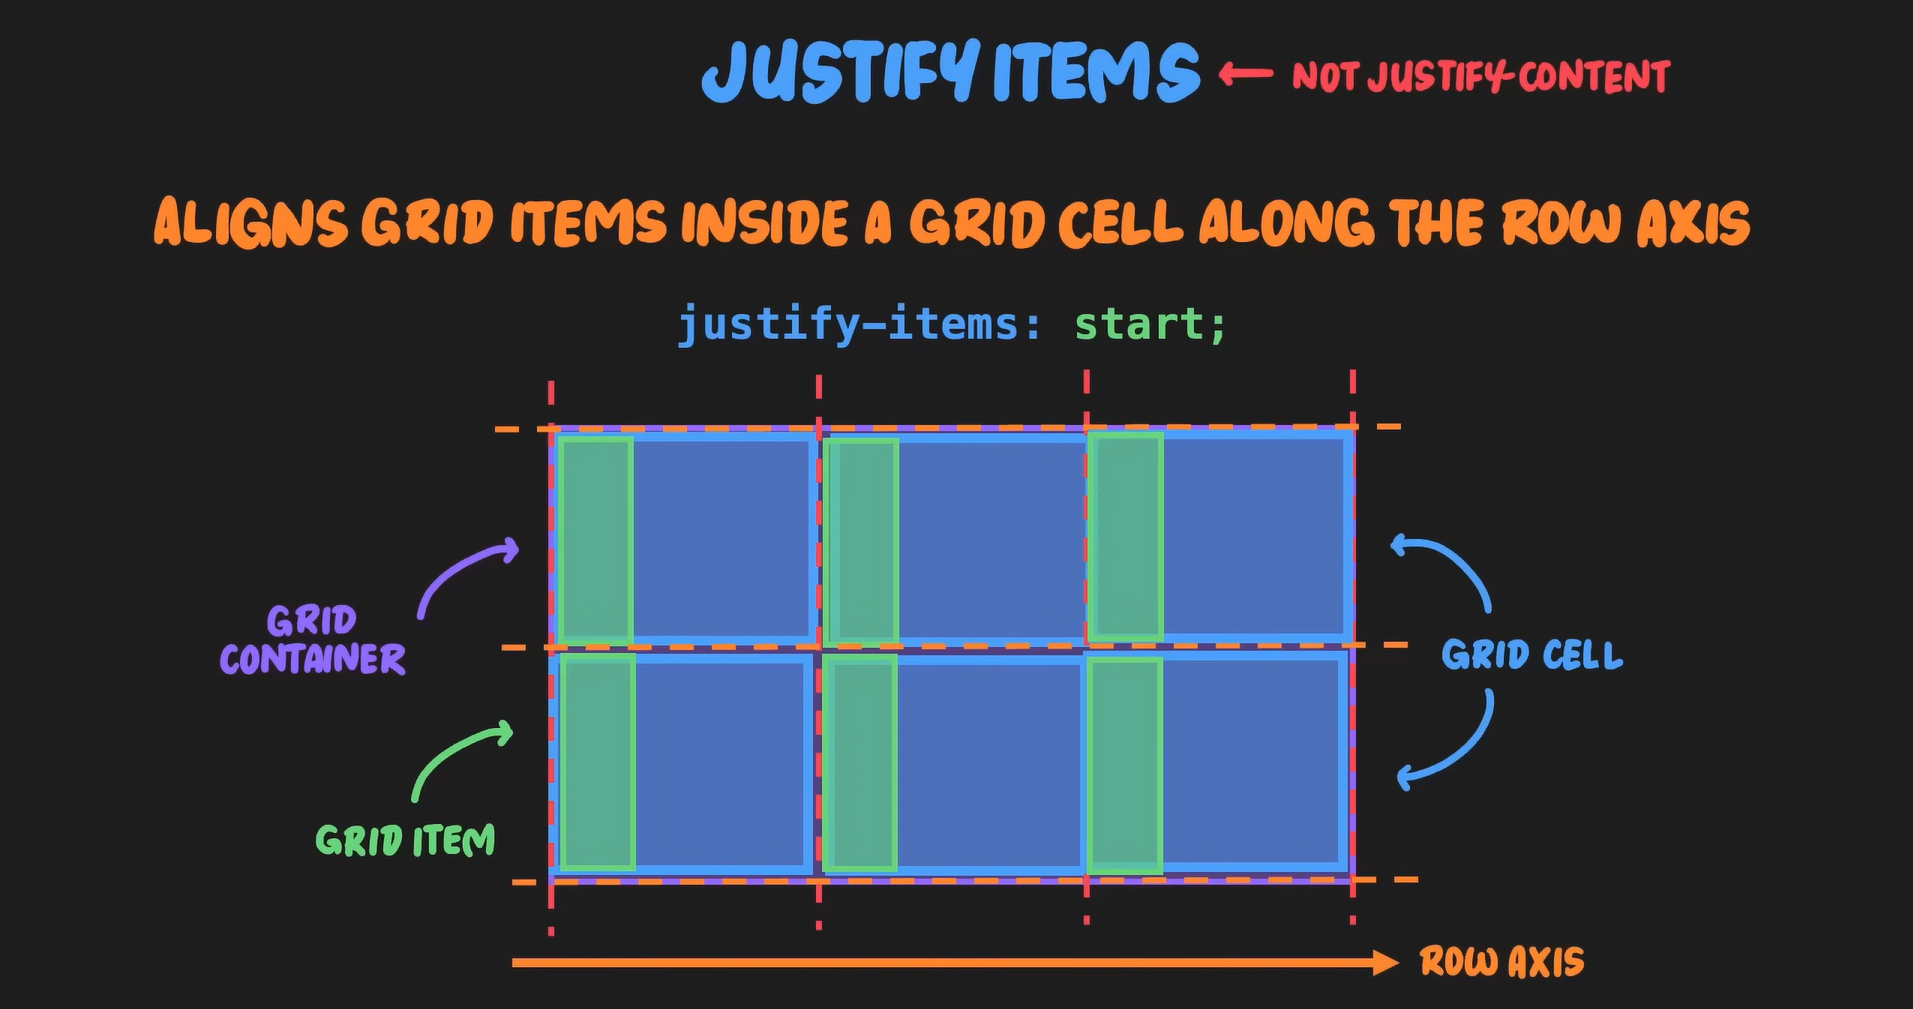 JUSTIFY ITEMS ← NOT JUSTIFY-CONTENT
ALIGNS GRID ITEMS INSIDE A GRID CELL ALONG THE ROW AXIS
justify-items: start;
GRID
CONTAINER
GRID CELL
GRID ITEM
ROW AXIS